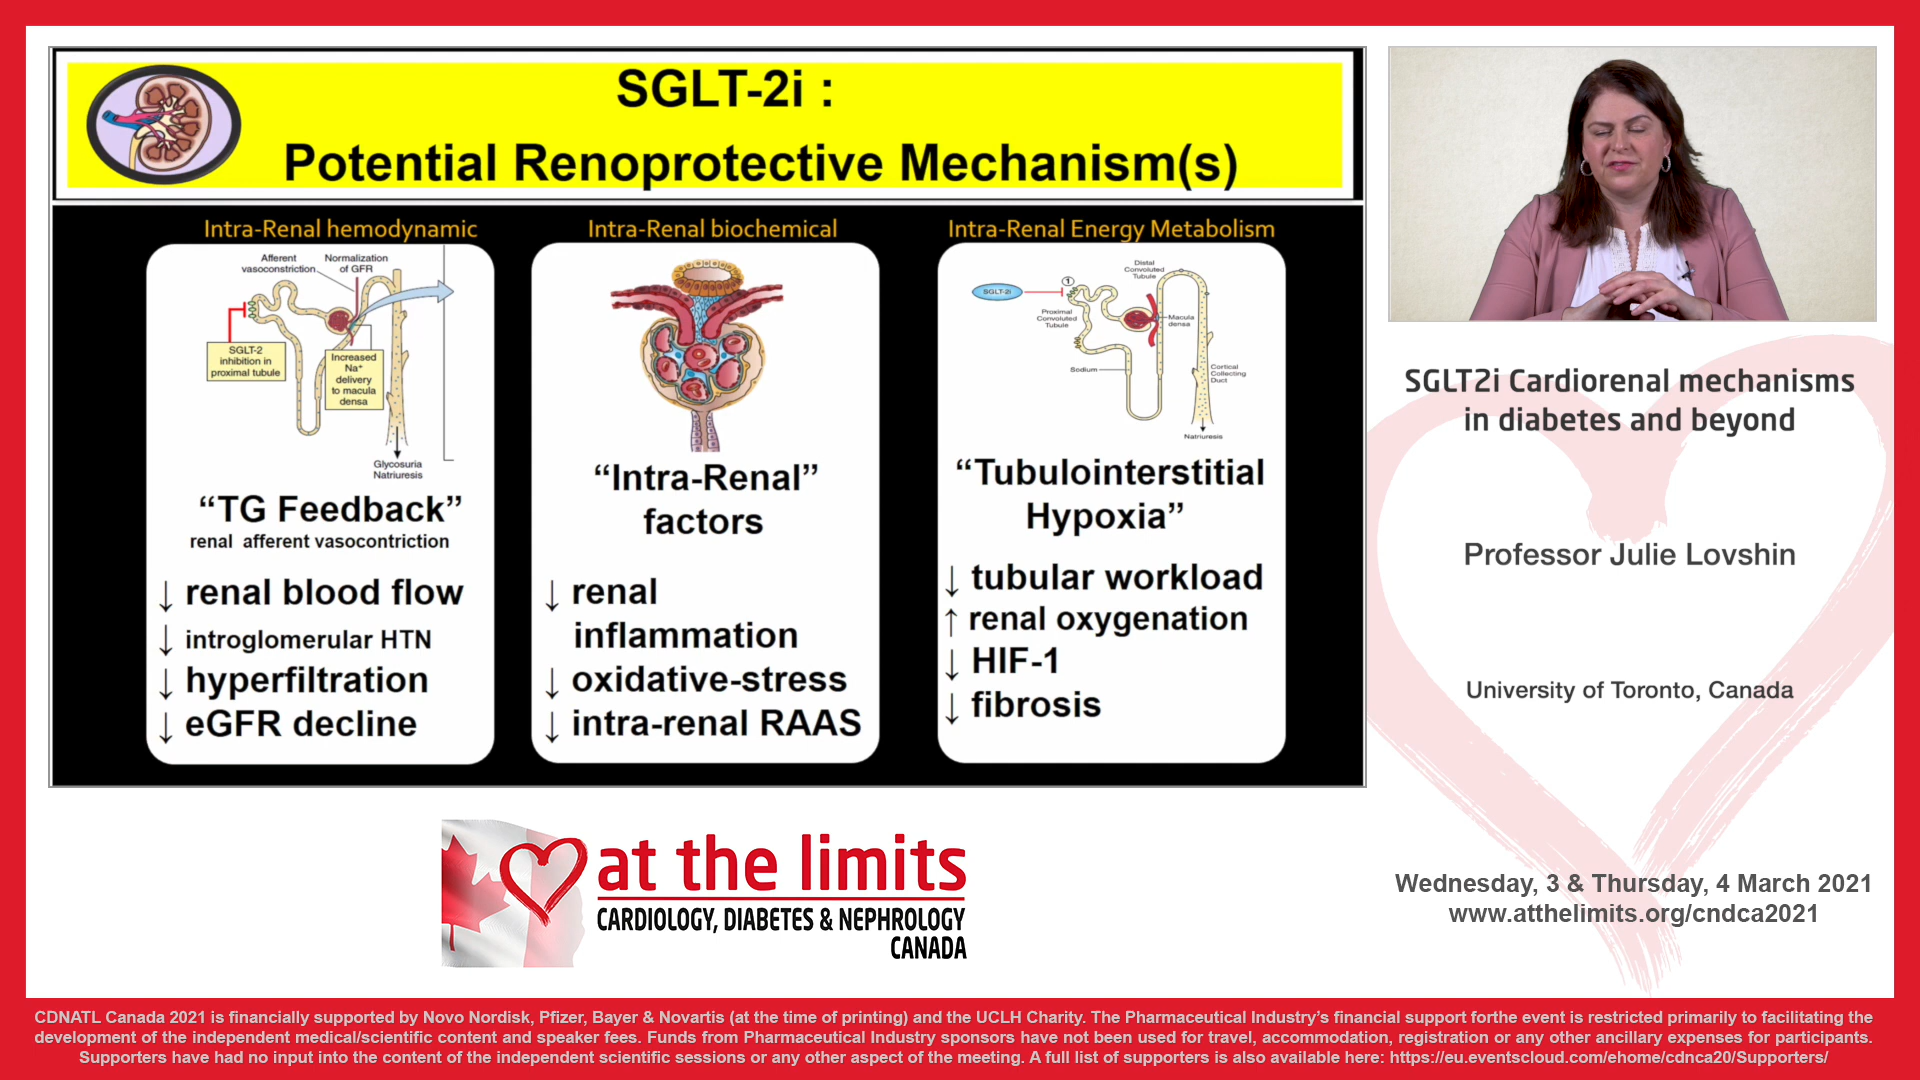 SGLT-2i :
Potential Renoprotective Mechanism(s)
Intra-Renal hemodynamic
Afferent
vasoconstriction
Normalization
of GFR
SGLT-2
inhibition in
proximal tubule
Increased
Na+
delivery
to macula
densa
Glycosuria
Natriuresis
“TG Feedback”
renal afferent vasocontriction
↓ renal blood flow
↓ introglomerular HTN
↓ hyperfiltration
↓ eGFR decline
Intra-Renal biochemical
“Intra-Renal”
factors
↓ renal
inflammation
↓ oxidative-stress
↓ intra-renal RAAS
Intra-Renal Energy Metabolism
SGLT-2i
1
Distal
Convoluted
Tubule
Proximal
Convoluted
Tubule
Macula
densa
Sodium
Cortical
Collecting
Duct
Natriuresis
“Tubulointerstitial
Hypoxia”
↓ tubular workload
↑ renal oxygenation
↓ HIF-1
↓ fibrosis
SGLT2i Cardiorenal mechanisms
in diabetes and beyond
Professor Julie Lovshin
University of Toronto, Canada
Wednesday, 3 & Thursday, 4 March 2021
www.atthelimits.org/cndca2021
at the limits
CARDIOLOGY, DIABETES & NEPHROLOGY
CANADA
CDNATL Canada 2021 is financially supported by Novo Nordisk, Pfizer, Bayer & Novartis (at the time of printing) and the UCLH Charity. The Pharmaceutical Industry’s financial support forthe event is restricted primarily to facilitating the
development of the independent medical/scientific content and speaker fees. Funds from Pharmaceutical Industry sponsors have not been used for travel, accommodation, registration or any other ancillary expenses for participants.
Supporters have had no input into the content of the independent scientific sessions or any other aspect of the meeting. A full list of supporters is also available here: https://eu.eventscloud.com/ehome/cdnca20/Supporters/